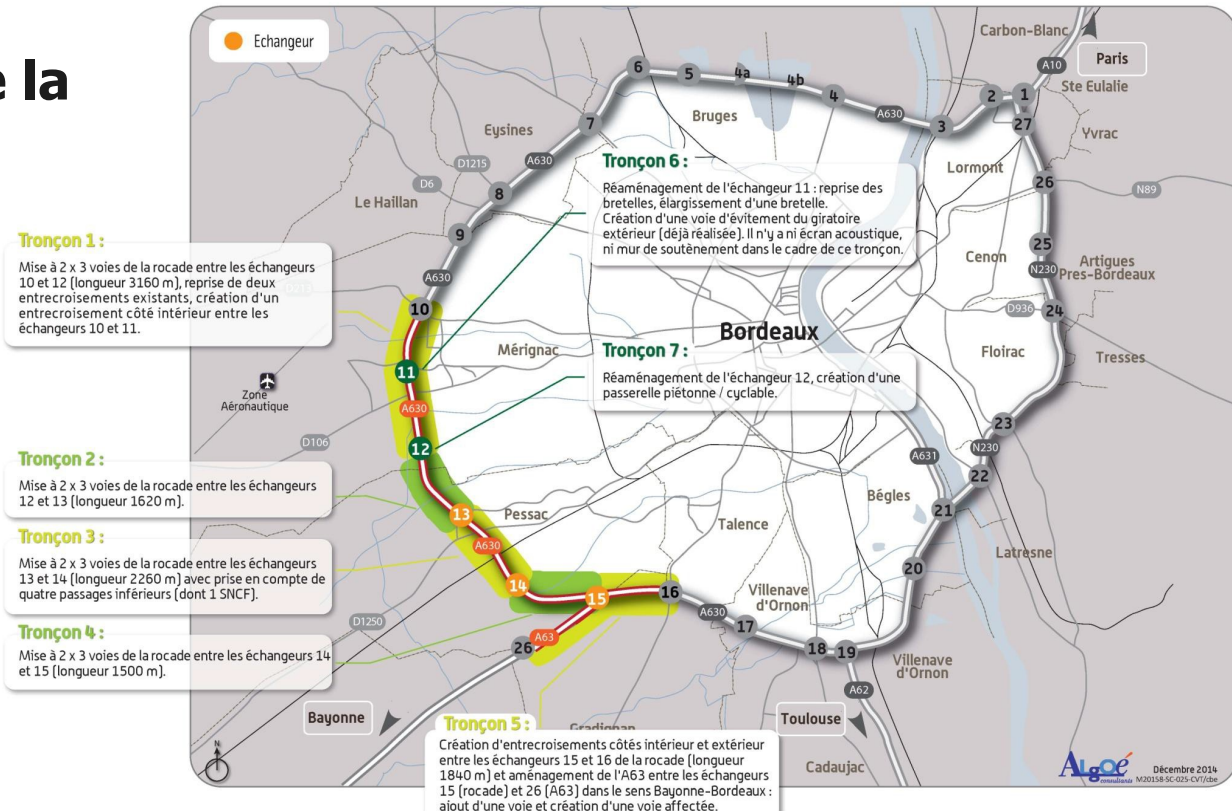 e la
Echangeur
Carbon-Blanc
Paris
A10
Ste Eulalie
Yvrac
6
5
4a
4b
4
A630
3
2
1
27
Bruges
7
Eysines
D1215
A630
D6
8
Le Haillan
9
A630
Lormont
26
N89
Cenon
25
N230
Artigues
Pres-Bordeaux
D936
24
Floirac
Tresses
Tronçon 6 :
Réaménagement de l'échangeur 11 : reprise des
bretelles, élargissement d'une bretelle.
Création d'une voie d'évitement du giratoire
extérieur (déjà réalisée). Il n'y a ni écran acoustique,
ni mur de soutènement dans le cadre de ce tronçon.
Tronçon 1 :
Mise à 2 x 3 voies de la rocade entre les échangeurs
10 et 12 (longueur 3160 m), reprise de deux
entrecroisements existants, création d'un
entrecroisement côté intérieur entre les
échangeurs 10 et 11.
10
Mérignac
Bordeaux
Tronçon 7 :
Réaménagement de l'échangeur 12, création d'une
passerelle piétonne / cyclable.
11
Zone
Aéronautique
A630
D106
12
23
N230
22
A631
Bégles
21
Latresne
Tronçon 2 :
Mise à 2 x 3 voies de la rocade entre les échangeurs
12 et 13 (longueur 1620 m).
13
Pessac
A630
Talence
20
Tronçon 3 :
Mise à 2 x 3 voies de la rocade entre les échangeurs
13 et 14 (longueur 2260 m) avec prise en compte de
quatre passages inférieurs (dont 1 SNCF).
14
15
16
A630
17
Villenave
d'Ornon
18
19
Villenave
d'Ornon
A62
Tronçon 4 :
Mise à 2 x 3 voies de la rocade entre les échangeurs 14
et 15 (longueur 1500 m).
D1250
26
A63
Bayonne
Gradignan
Toulouse
Cadaujac
Tronçon 5 :
Création d'entrecroisements côtés intérieur et extérieur
entre les échangeurs 15 et 16 de la rocade (longueur
1840 m) et aménagement de l'A63 entre les échangeurs
15 (rocade) et 26 (A63) dans le sens Bayonne-Bordeaux :
ajout d'une voie et création d'une voie affectée.
N
Algoé
consultants
Décembre 2014
M20158-SC-025-CVT/cbe